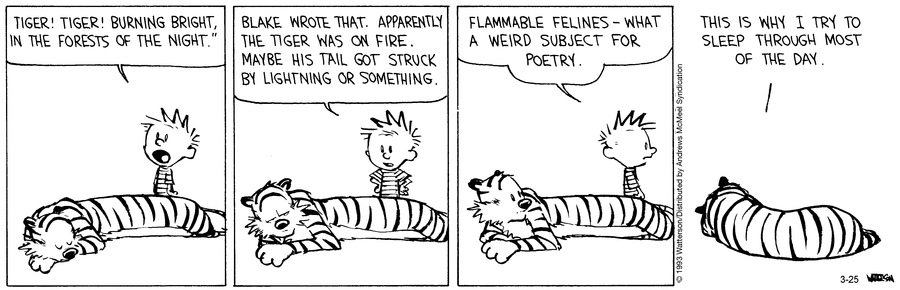 TIGER! TIGER! BURNING BRIGHT,
IN THE FORESTS OF THE NIGHT."
BLAKE WROTE THAT. APPARENTLY
THE TIGER WAS ON FIRE.
MAYBE HIS TAIL GOT STRUCK
BY LIGHTNING OR SOMETHING.
FLAMMABLE FELINES - WHAT
A WEIRD SUBJECT FOR
POETRY.
© 1993 Watterson/Distributed by Andrews McMeel Syndication
THIS IS WHY I TRY TO
SLEEP THROUGH MOST
OF THE DAY.
3-25 WATTERSON